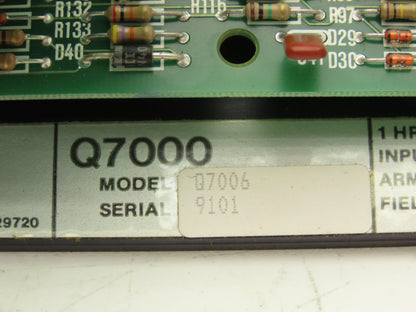 R132
R133
D40
R116
R97
D29
D30
Q7000
MODEL Q7006
SERIAL 9101
29720
1 HP
INPU
ARM
FIEL